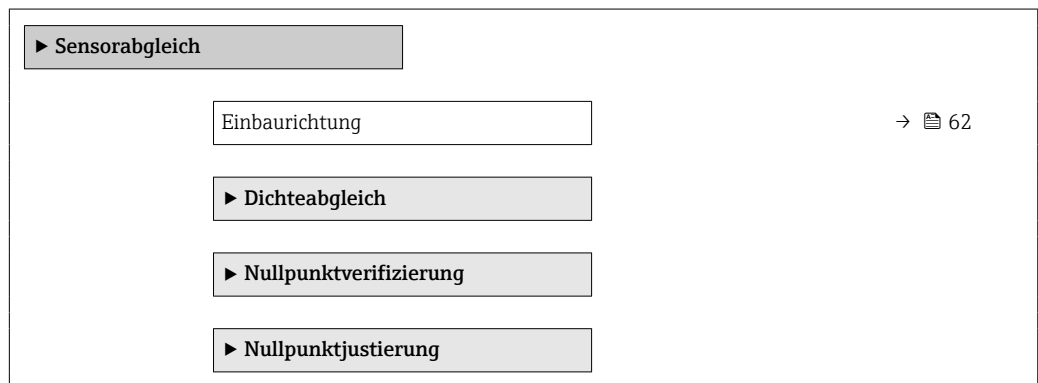 ▶ Sensorabgleich
Einbaurichtung → 🖹 62
▶ Dichteabgleich
▶ Nullpunktverifizierung
▶ Nullpunktjustierung